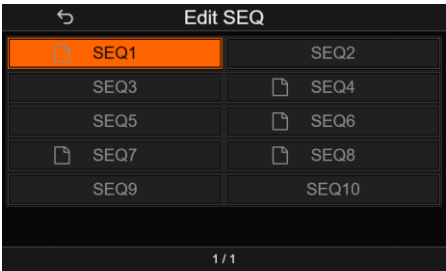 Edit SEQ
SEQ1 SEQ2
SEQ3 SEQ4
SEQ5 SEQ6
SEQ7 SEQ8
SEQ9 SEQ10
1 / 1